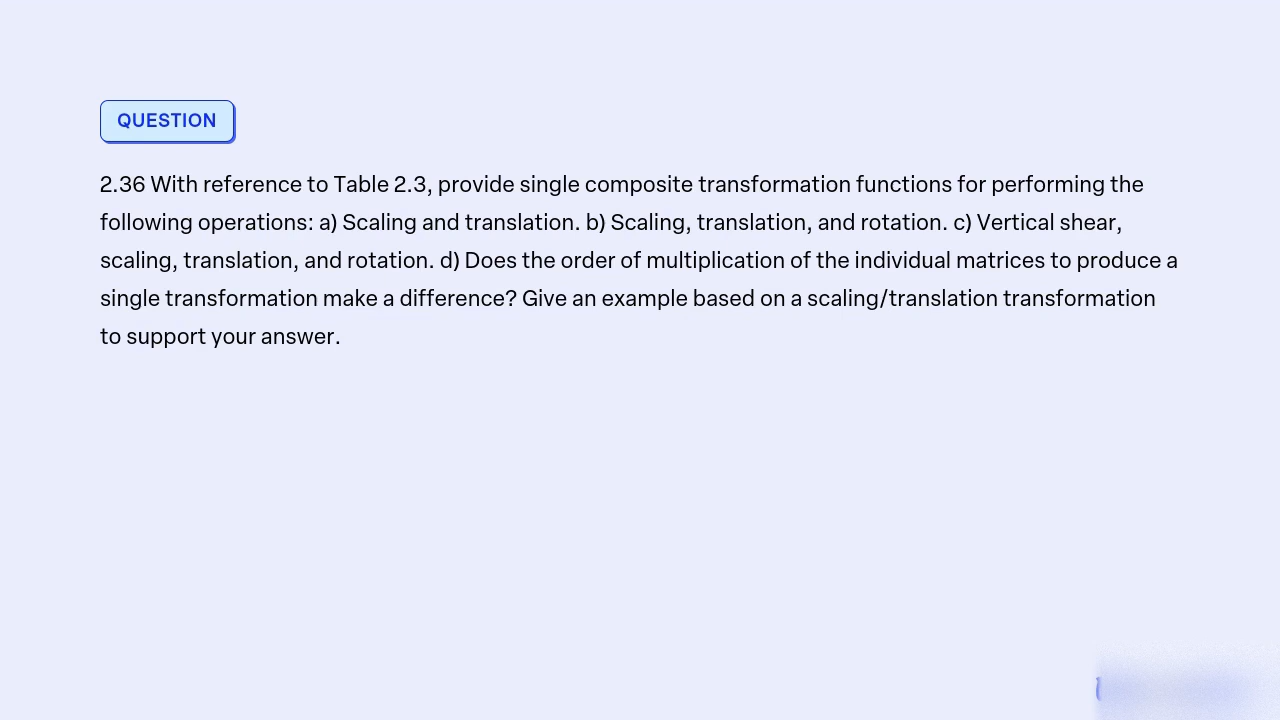 QUESTION
2.36 With reference to Table 2.3, provide single composite transformation functions for performing the
following operations: a) Scaling and translation. b) Scaling, translation, and rotation. c) Vertical shear,
scaling, translation, and rotation. d) Does the order of multiplication of the individual matrices to produce a
single transformation make a difference? Give an example based on a scaling/translation transformation
to support your answer.